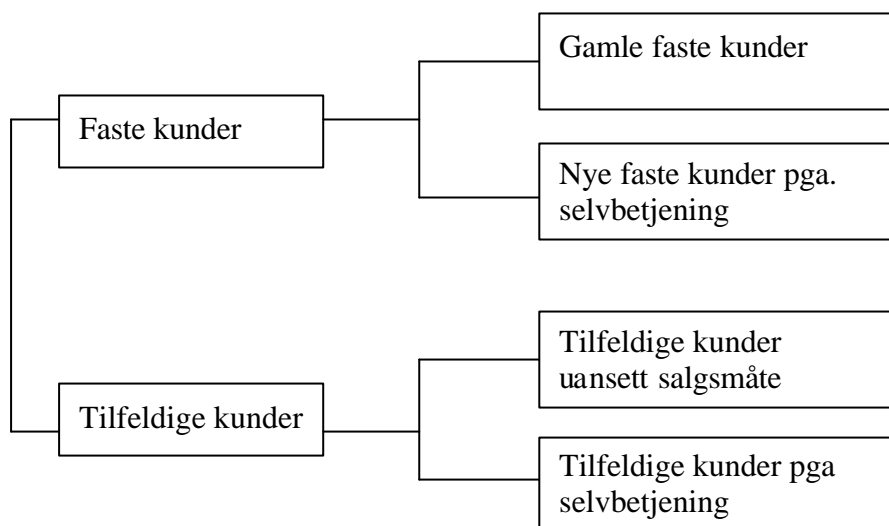 Faste kunder
Gamle faste kunder
Nye faste kunder pga.
selvbetjening
Tilfeldige kunder
Tilfeldige kunder
uansett salgsmåte
Tilfeldige kunder pga
selvbetjening